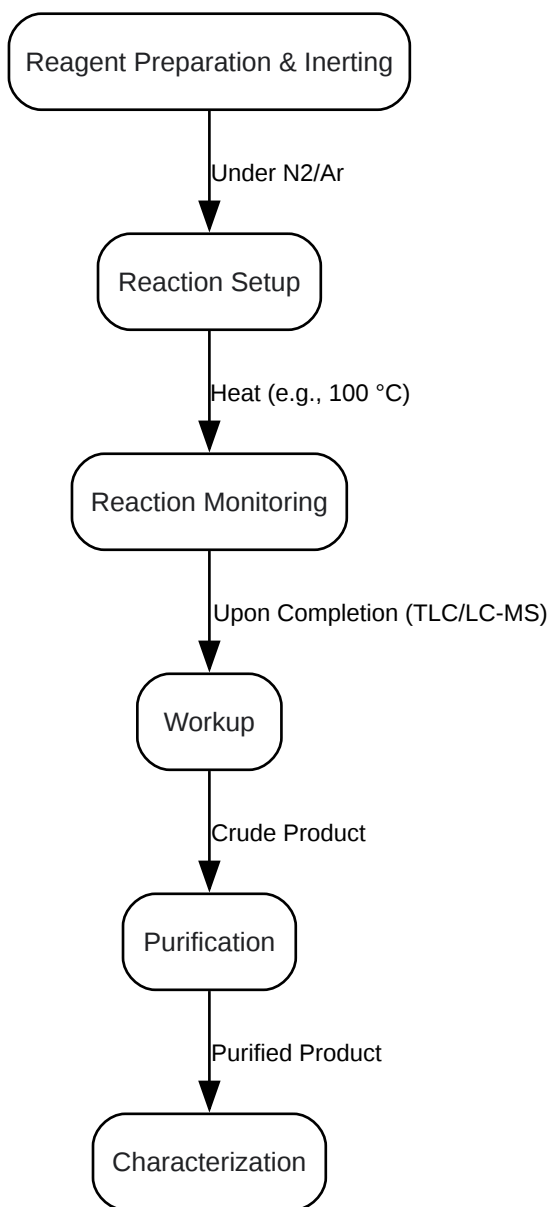 Reagent Preparation & Inerting
Under N2/Ar
Reaction Setup
Heat (e.g., 100 °C)
Reaction Monitoring
Upon Completion (TLC/LC-MS)
Workup
Crude Product
Purification
Purified Product
Characterization